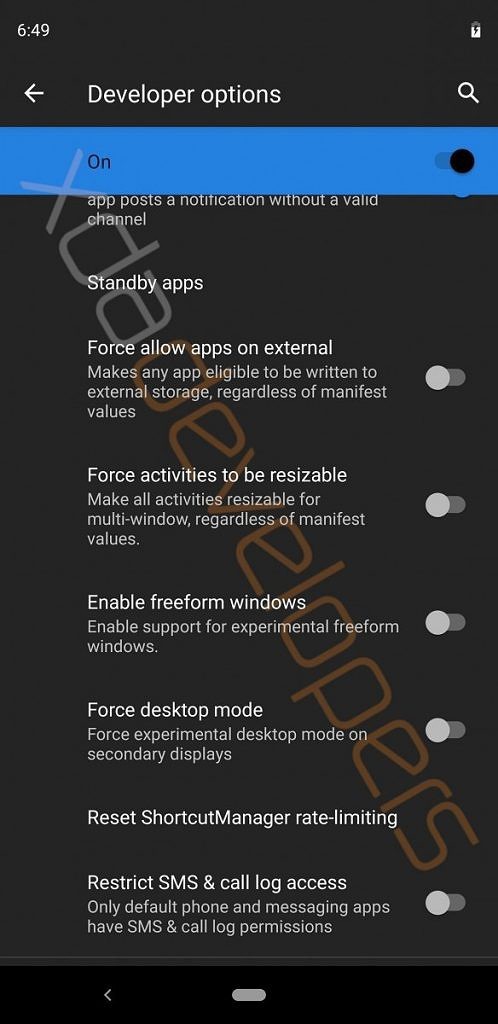 6:49
Developer options
On
app posts a notification without a valid
channel
Standby apps
Force allow apps on external
Makes any app eligible to be written to
external storage, regardless of manifest
values
Force activities to be resizable
Make all activities resizable for
multi-window, regardless of manifest
values.
Enable freeform windows
Enable support for experimental freeform
windows.
Force desktop mode
Force experimental desktop mode on
secondary displays
Reset ShortcutManager rate-limiting
Restrict SMS & call log access
Only default phone and messaging apps
have SMS & call log permissions
xdadevelopers